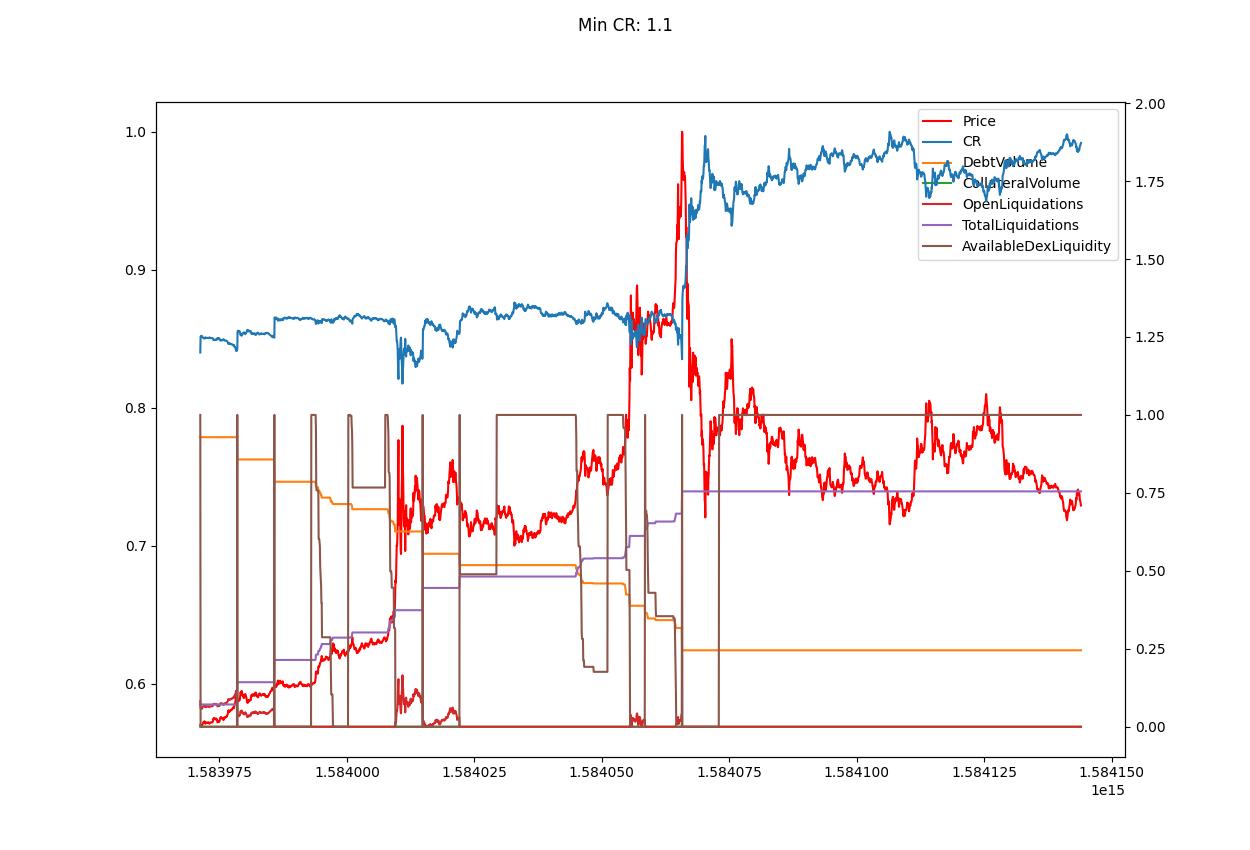 Min CR: 1.1
Price
CR
DebtVolume
CollateralVolume
OpenLiquidations
TotalLiquidations
AvailableDexLiquidity
1.0
0.9
0.8
0.7
0.6
2.00
1.75
1.50
1.25
1.00
0.75
0.50
0.25
0.00
1.583975 1.584000 1.584025 1.584050 1.584075 1.584100 1.584125 1.584150
1e15